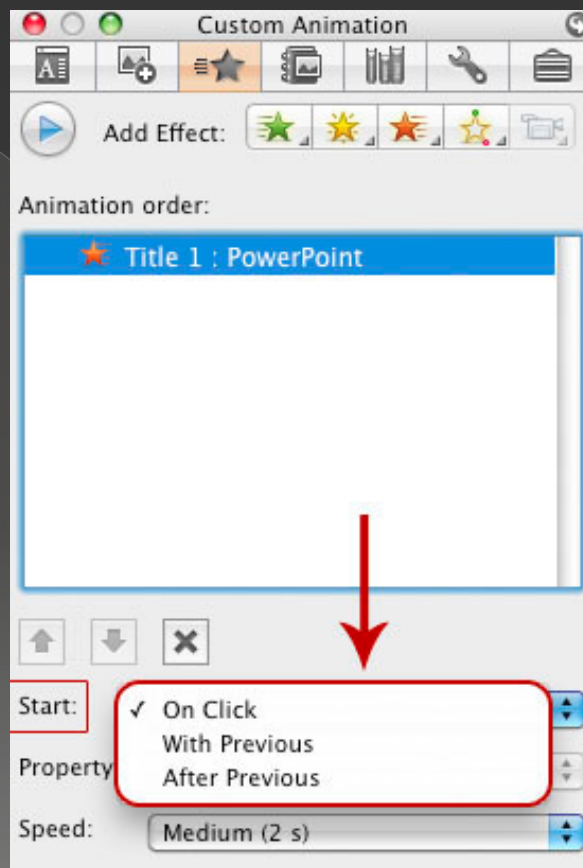 Custom Animation
A
Add Effect:
Animation order:
Title 1 : PowerPoint
Start:
✓ On Click
With Previous
After Previous
Property
Speed:
Medium (2 s)